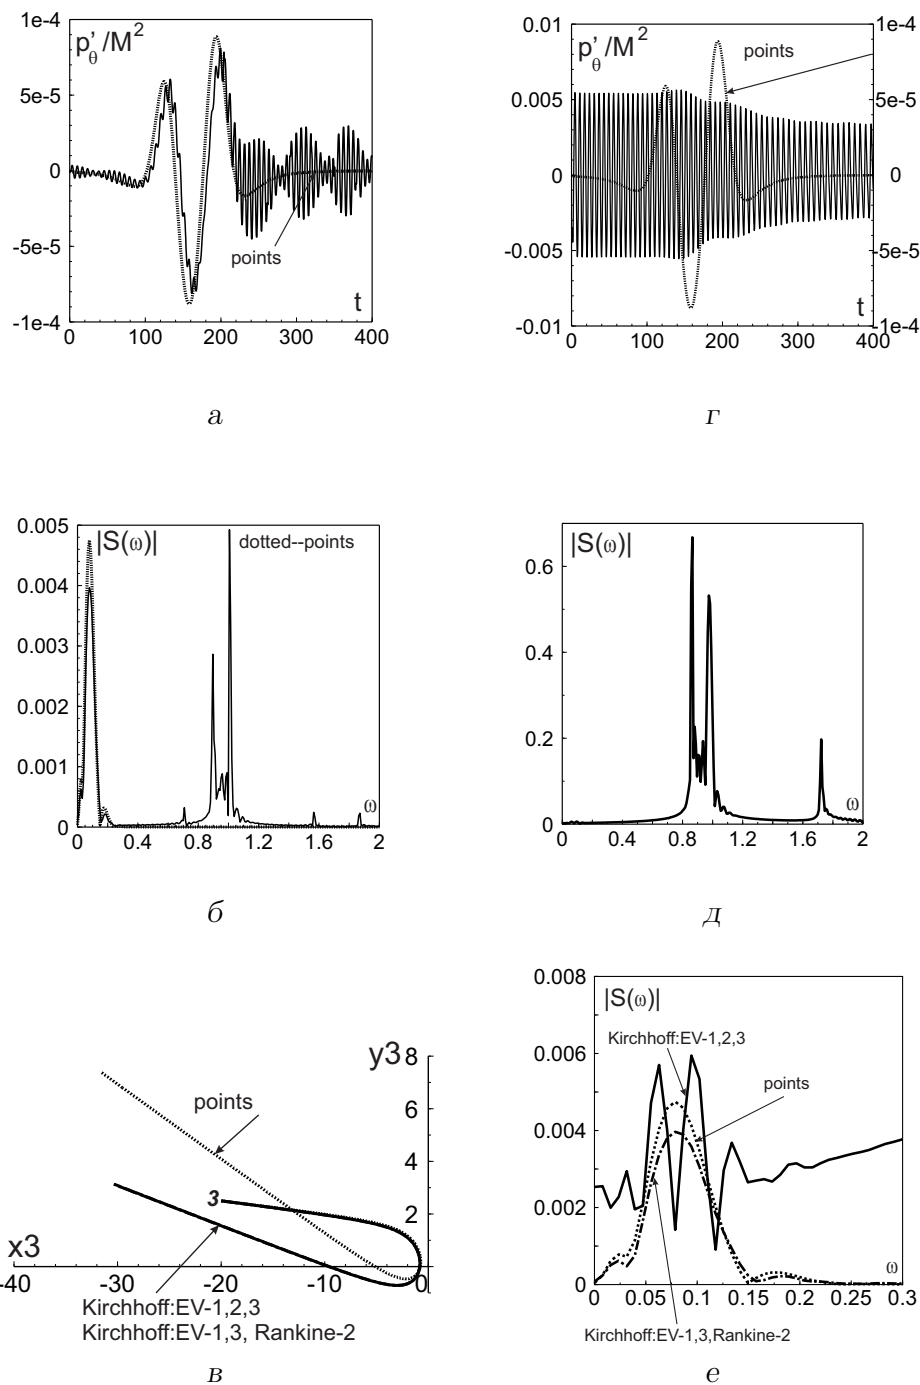 1e-4
p'θ/M²
5e-5
0
-5e-5
points
t
-1e-4
0 100 200 300 400
а
0.01
p'θ/M²
1e-4
points
0.005
5e-5
0
0
-0.005
-5e-5
t
-0.01
-1e-4
0 100 200 300 400
г
0.005
|S(ω)|
dotted--points
0.004
0.003
0.002
0.001
ω
0
0 0.4 0.8 1.2 1.6 2
б
|S(ω)|
0.6
0.4
0.2
ω
0
0 0.4 0.8 1.2 1.6 2
д
y3 8
points
6
4
3
2
x3
0
-40 -30 -20 -10
Kirchhoff:EV-1,2,3
Kirchhoff:EV-1,3, Rankine-2
в
0.008
|S(ω)|
Kirchhoff:EV-1,2,3
0.006
points
0.004
0.002
ω
0
0 0.05 0.1 0.15 0.2 0.25 0.3
Kirchhoff:EV-1,3,Rankine-2
е